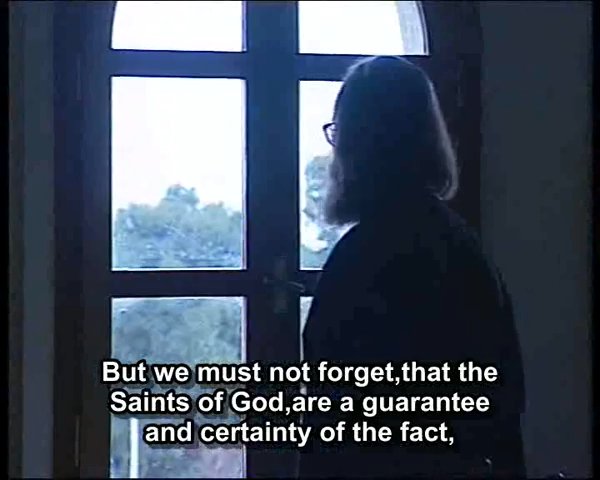 But we must not forget,that the
Saints of God,are a guarantee
and certainty of the fact,